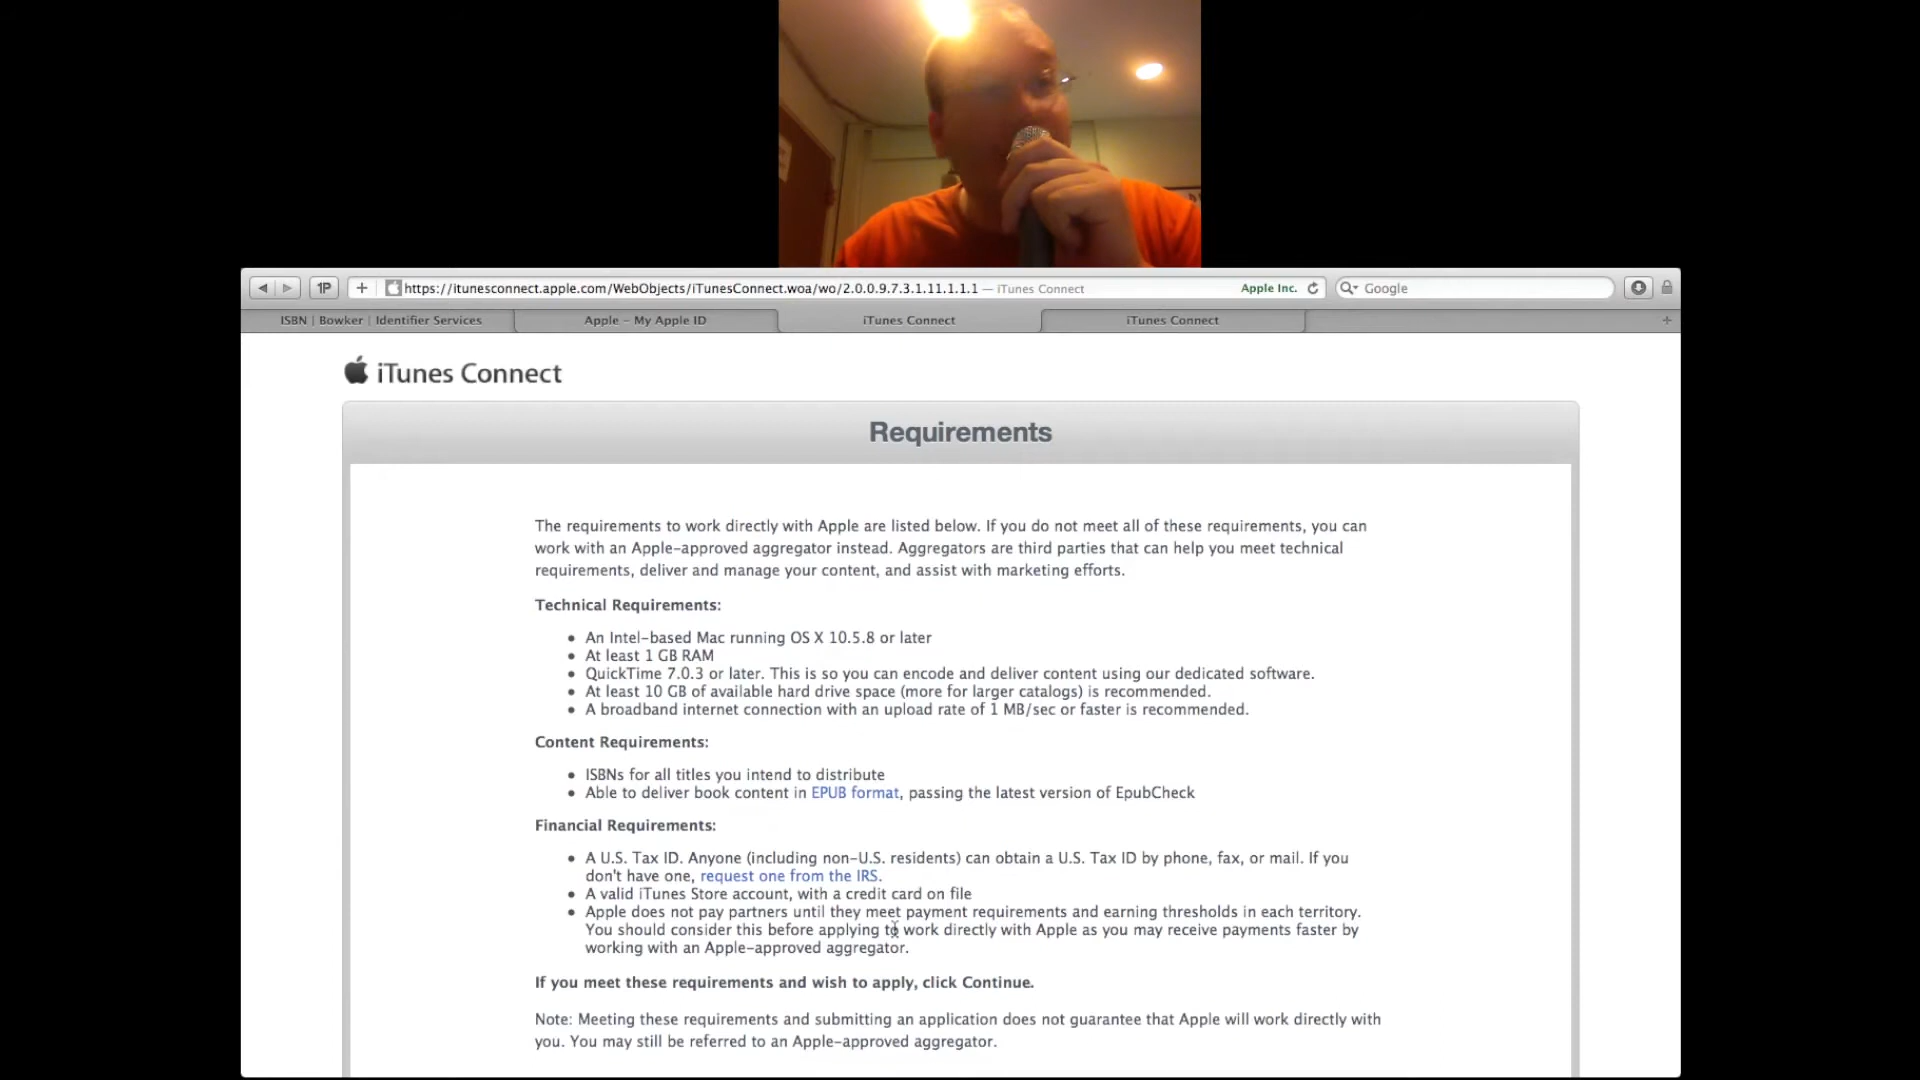 1P
+
https://itunesconnect.apple.com/WebObjects/iTunesConnect.woa/wo/2.0.0.9.7.3.1.11.1.1.1 — iTunes Connect
Apple Inc.
Google
ISBN | Bowker | Identifier Services
Apple – My Apple ID
iTunes Connect
iTunes Connect
+
iTunes Connect
Requirements
The requirements to work directly with Apple are listed below. If you do not meet all of these requirements, you can
work with an Apple-approved aggregator instead. Aggregators are third parties that can help you meet technical
requirements, deliver and manage your content, and assist with marketing efforts.
Technical Requirements:
• An Intel-based Mac running OS X 10.5.8 or later
• At least 1 GB RAM
• QuickTime 7.0.3 or later. This is so you can encode and deliver content using our dedicated software.
• At least 10 GB of available hard drive space (more for larger catalogs) is recommended.
• A broadband internet connection with an upload rate of 1 MB/sec or faster is recommended.
Content Requirements:
• ISBNs for all titles you intend to distribute
• Able to deliver book content in EPUB format, passing the latest version of EpubCheck
Financial Requirements:
• A U.S. Tax ID. Anyone (including non-U.S. residents) can obtain a U.S. Tax ID by phone, fax, or mail. If you
don't have one, request one from the IRS.
• A valid iTunes Store account, with a credit card on file
• Apple does not pay partners until they meet payment requirements and earning thresholds in each territory.
You should consider this before applying to work directly with Apple as you may receive payments faster by
working with an Apple-approved aggregator.
If you meet these requirements and wish to apply, click Continue.
Note: Meeting these requirements and submitting an application does not guarantee that Apple will work directly with
you. You may still be referred to an Apple-approved aggregator.